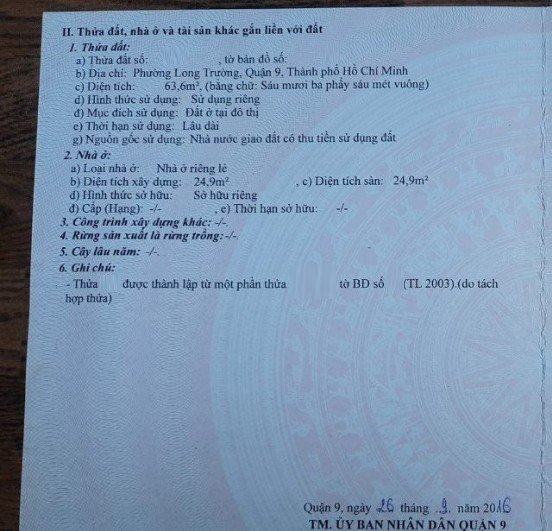 II. Thửa đất, nhà ở và tài sản khác gắn liền với đất
1. Thửa đất:
a) Thửa đất số: , tờ bản đồ số:
b) Địa chỉ: Phường Long Trường, Quận 9, Thành phố Hồ Chí Minh
c) Diện tích: 63,6m², (bằng chữ: Sáu mươi ba phẩy sáu mét vuông)
d) Hình thức sử dụng: Sử dụng riêng
đ) Mục đích sử dụng: Đất ở tại đô thị
e) Thời hạn sử dụng: Lâu dài
g) Nguồn gốc sử dụng: Nhà nước giao đất có thu tiền sử dụng đất
2. Nhà ở:
a) Loại nhà ở: Nhà ở riêng lẻ
b) Diện tích xây dựng: 24,9m² , c) Diện tích sàn: 24,9m²
d) Hình thức sở hữu: Sở hữu riêng
đ) Cấp (Hạng): -/- , e) Thời hạn sở hữu: -/-
3. Công trình xây dựng khác: -/-
4. Rừng sản xuất là rừng trồng: -/-
5. Cây lâu năm: -/-
6. Ghi chú:
- Thửa được thành lập từ một phần thửa tờ BD số (TL 2003).(do tách
hợp thửa)
Quận 9, ngày 26 tháng .9. năm 2016
TM. ỦY BAN NHÂN DÂN QUẬN 9